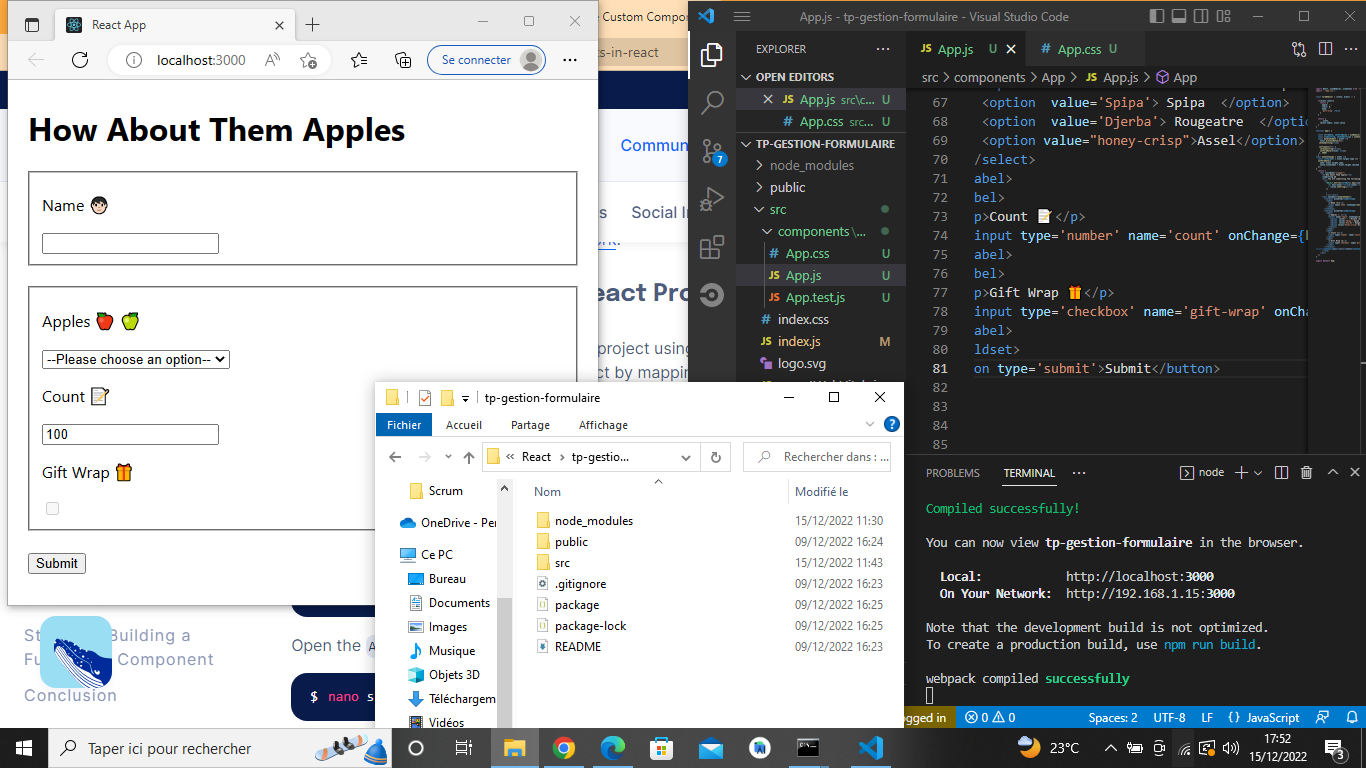 React App
localhost:3000
Se connecter
How About Them Apples
Name
Apples
--Please choose an option--
Count
100
Gift Wrap
Submit
Custom Compo
ts-in-react
Commun
s Social I
work.
eact Pro
project using
ct by mapping
St Building a
Fu Component
Conclusion
Open the
$ nano s
tp-gestion-formulaire
Fichier Accueil Partage Affichage
« React › tp-gestio...
Rechercher dans : ...
Scrum
OneDrive - Per
Ce PC
Bureau
Documents
Images
Musique
Objets 3D
Téléchargem
Vidéos
Nom Modifié le
node_modules 15/12/2022 11:30
public 09/12/2022 16:24
src 15/12/2022 11:43
.gitignore 09/12/2022 16:23
package 09/12/2022 16:25
package-lock 09/12/2022 16:25
README 09/12/2022 16:23
App.js - tp-gestion-formulaire - Visual Studio Code
EXPLORER
OPEN EDITORS
JS App.js src\c... U
# App.css src... U
TP-GESTION-FORMULAIRE
node_modules
public
src
components\...
# App.css U
JS App.js U
JS App.test.js U
# index.css
JS index.js M
logo.svg
7
JS App.js U # App.css U
src > components > App > JS App.js > App
67 <option value='Spipa'> Spipa </option>
68 <option value='Djerba'> Rougeatre </opti
69 <option value="honey-crisp">Assel</option>
70 /select>
71 abel>
72 bel>
73 p>Count </p>
74 input type='number' name='count' onChange={
75 abel>
76 bel>
77 p>Gift Wrap </p>
78 input type='checkbox' name='gift-wrap' onCha
79 abel>
80 ldset>
81 on type='submit'>Submit</button>
82
83
84
85
PROBLEMS TERMINAL ... node
Compiled successfully!
You can now view tp-gestion-formulaire in the browser.
Local: http://localhost:3000
On Your Network: http://192.168.1.15:3000
Note that the development build is not optimized.
To create a production build, use npm run build.
webpack compiled successfully
ogged in 0 0 Spaces: 2 UTF-8 LF {} JavaScript
Taper ici pour rechercher
23°C
17:52
15/12/2022
3